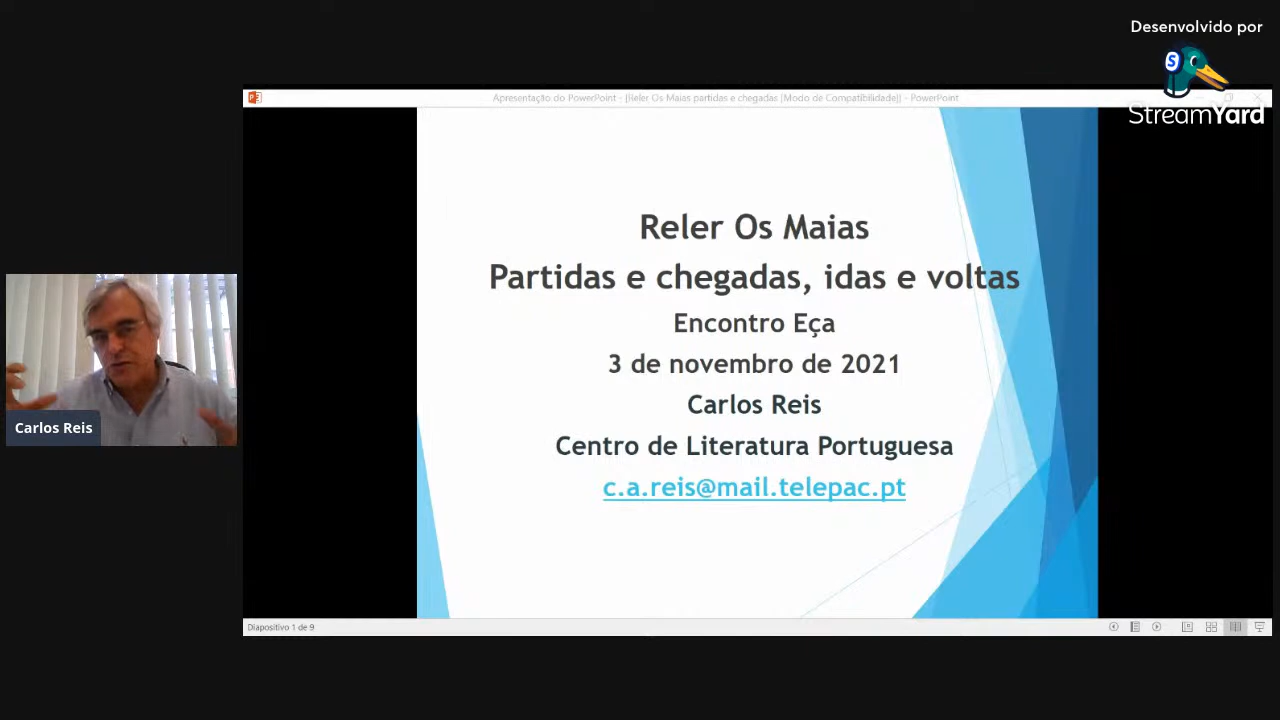 Desenvolvido por
StreamYard
Apresentação do PowerPoint - [Reler Os Maias partidas e chegadas [Modo de Compatibilidade]] - PowerPoint
Reler Os Maias
Partidas e chegadas, idas e voltas
Encontro Eça
3 de novembro de 2021
Carlos Reis
Centro de Literatura Portuguesa
c.a.reis@mail.telepac.pt
Carlos Reis
Diapositivo 1 de 9